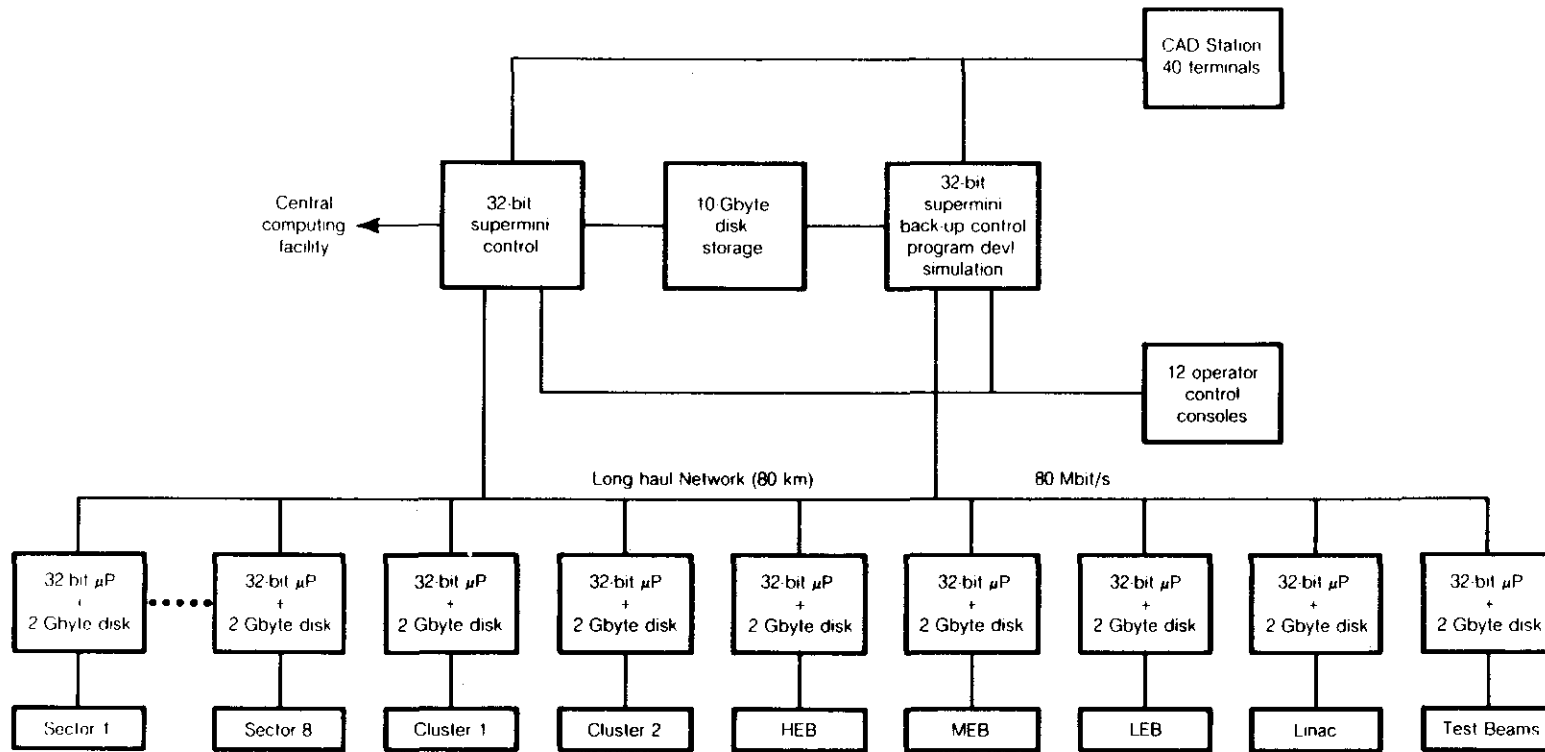 CAD Station
40 terminals
Central
computing
facility
32-bit
supermini
control
10 Gbyte
disk
storage
32-bit
supermini
back-up control
program devl
simulation
12 operator
control
consoles
Long haul Network (80 km)
80 Mbit/s
32-bit μP
+
2 Gbyte disk
32-bit μP
+
2 Gbyte disk
32-bit μP
+
2 Gbyte disk
32-bit μP
+
2 Gbyte disk
32-bit μP
+
2 Gbyte disk
32-bit μP
+
2 Gbyte disk
32-bit μP
+
2 Gbyte disk
32-bit μP
+
2 Gbyte disk
32-bit μP
+
2 Gbyte disk
Sector 1
Sector 8
Cluster 1
Cluster 2
HEB
MEB
LEB
Linac
Test Beams